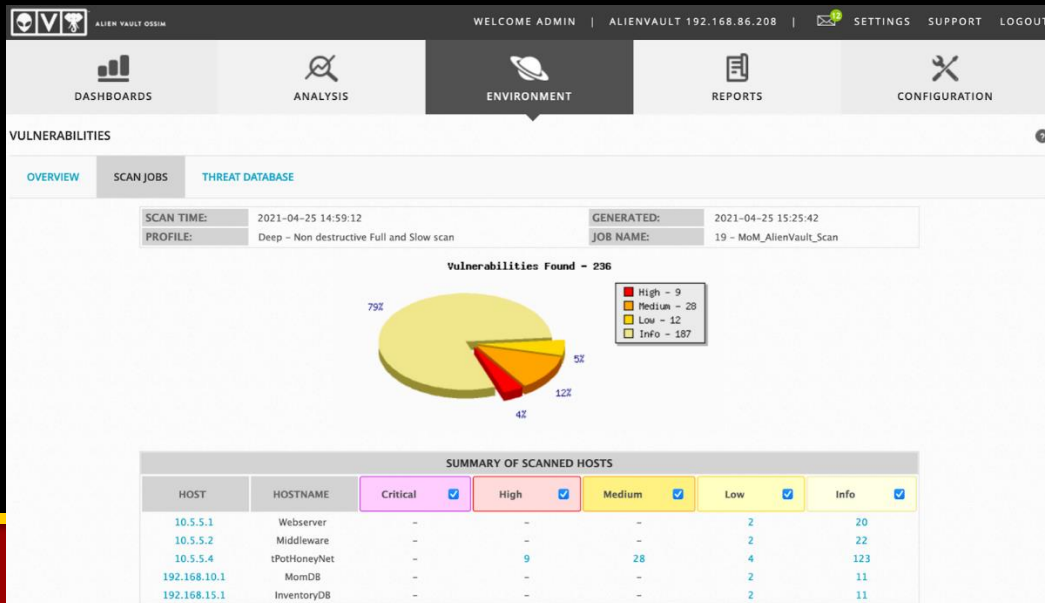 ALIEN VAULT OSSIM
WELCOME ADMIN | ALIENVAULT 192.168.86.208 | 12 SETTINGS SUPPORT LOGOUT
DASHBOARDS ANALYSIS ENVIRONMENT REPORTS CONFIGURATION
VULNERABILITIES ?
OVERVIEW SCAN JOBS THREAT DATABASE
SCAN TIME: 2021-04-25 14:59:12 GENERATED: 2021-04-25 15:25:42
PROFILE: Deep - Non destructive Full and Slow scan JOB NAME: 19 - MoM_AlienVault_Scan
Vulnerabilities Found - 236
High - 9
Medium - 28
Low - 12
Info - 187
79%
5%
12%
4%
SUMMARY OF SCANNED HOSTS
HOST HOSTNAME Critical High Medium Low Info
10.5.5.1 Webserver - - - 2 20
10.5.5.2 Middleware - - - 2 22
10.5.5.4 tPotHoneyNet - 9 28 4 123
192.168.10.1 MomDB - - - 2 11
192.168.15.1 InventoryDB - - - 2 11